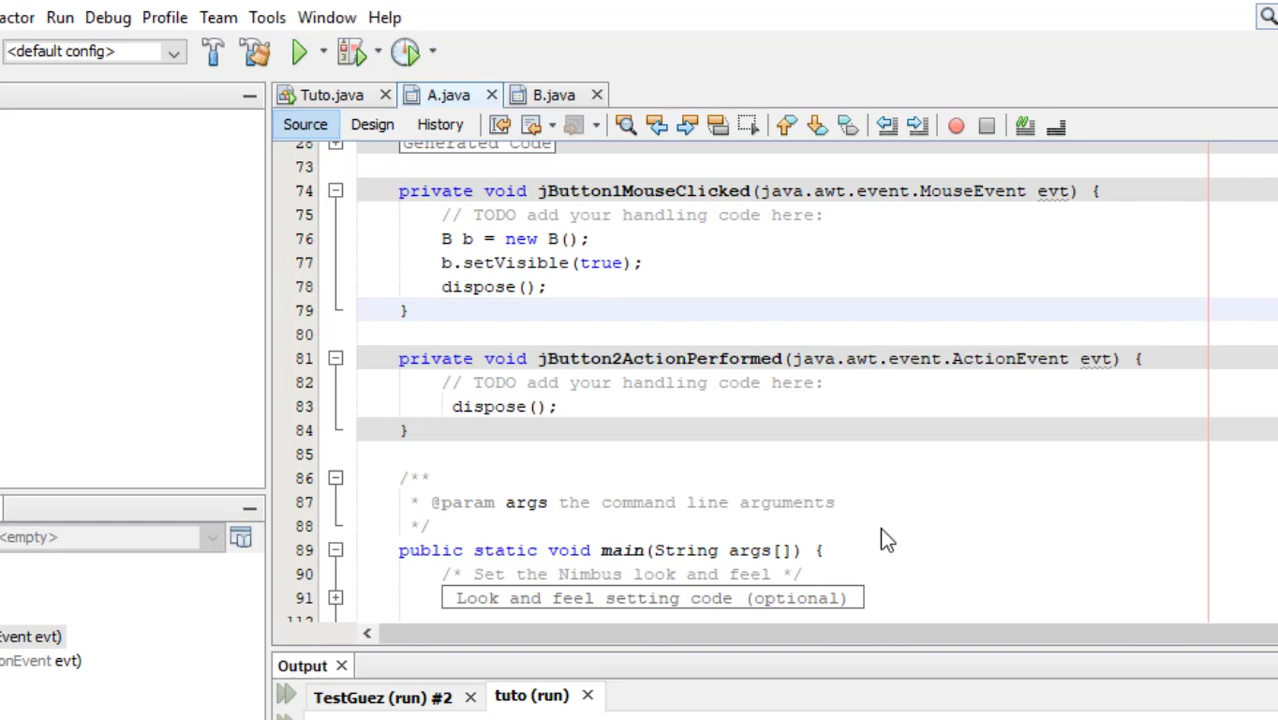 actor Run Debug Profile Team Tools Window Help
<default config>
Tuto.java A.java B.java
Source Design History
28 Generated Code
73
74 private void jButton1MouseClicked(java.awt.event.MouseEvent evt) {
75 // TODO add your handling code here:
76 B b = new B();
77 b.setVisible(true);
78 dispose();
79 }
80
81 private void jButton2ActionPerformed(java.awt.event.ActionEvent evt) {
82 // TODO add your handling code here:
83 dispose();
84 }
85
86 /**
87 * @param args the command line arguments
88 */
89 public static void main(String args[]) {
90 /* Set the Nimbus look and feel */
91 Look and feel setting code (optional)
112
<empty>
Event evt)
onEvent evt)
Output
TestGuez (run) #2 tuto (run)